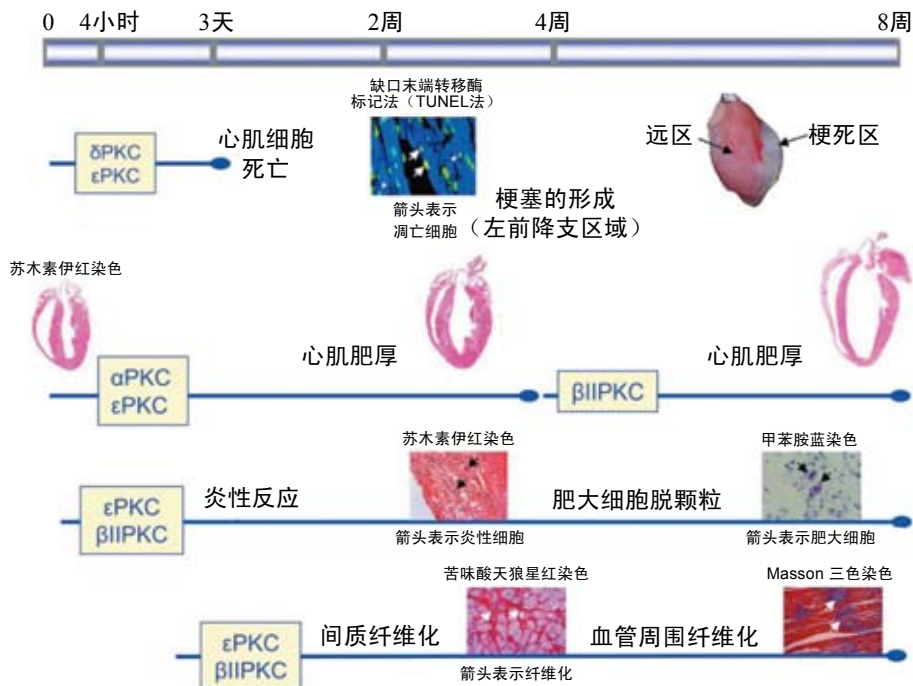 0 4小时 3天 2周 4周 8周
缺口末端转移酶
标记法（TUNEL法）
δPKC
εPKC
心肌细胞
死亡
箭头表示
凋亡细胞
梗塞的形成
（左前降支区域）
远区
梗死区
苏木素伊红染色
心肌肥厚
心肌肥厚
αPKC
εPKC
βIIPKC
苏木素伊红染色
甲苯胺蓝染色
εPKC
βIIPKC
炎性反应
肥大细胞脱颗粒
箭头表示炎性细胞
箭头表示肥大细胞
苦味酸天狼星红染色
Masson 三色染色
εPKC
βIIPKC
间质纤维化
血管周围纤维化
箭头表示纤维化